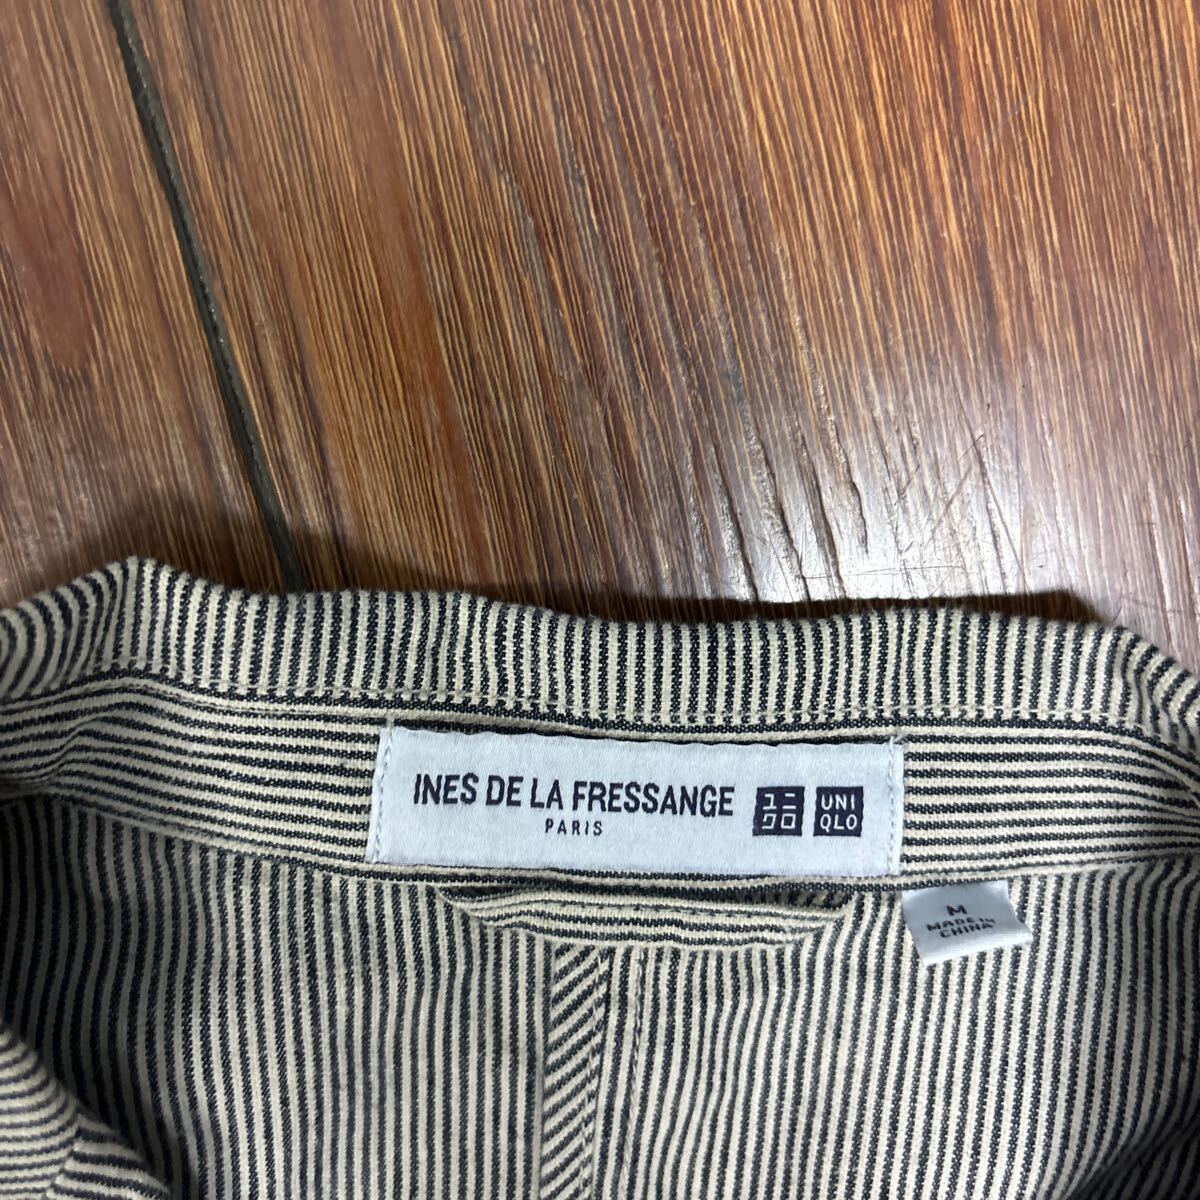 INES DE LA FRESSANGE
PARIS
ユニ
クロ
UNI
QLO
M
MADE IN
CHINA